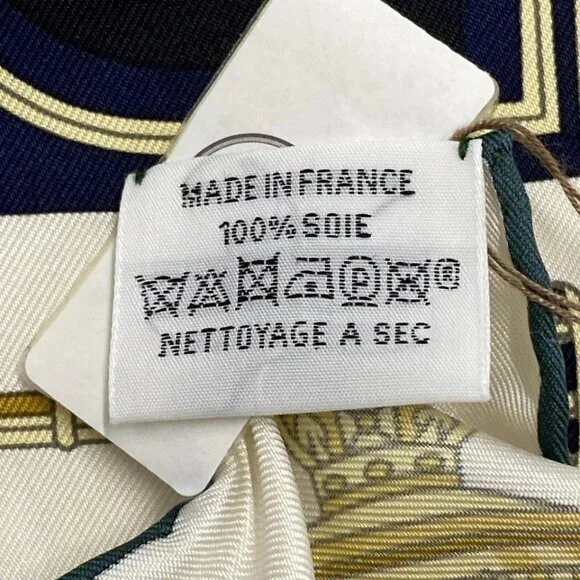 MADE IN FRANCE
100% SOIE
P ®
NETTOYAGE A SEC